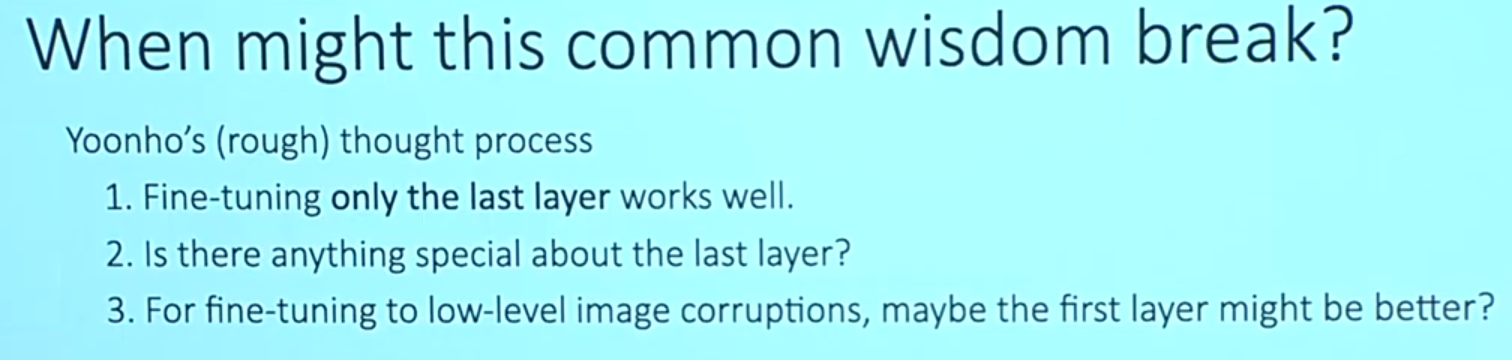 When might this common wisdom break?
Yoonho's (rough) thought process
1. Fine-tuning only the last layer works well.
2. Is there anything special about the last layer?
3. For fine-tuning to low-level image corruptions, maybe the first layer might be better?